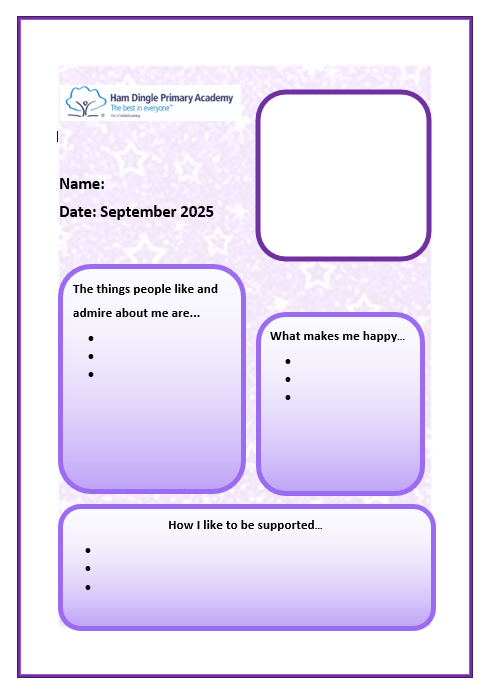 Ham Dingle Primary Academy
The best in everyone™
Name:
Date: September 2025
The things people like and
admire about me are...
What makes me happy...
How I like to be supported...